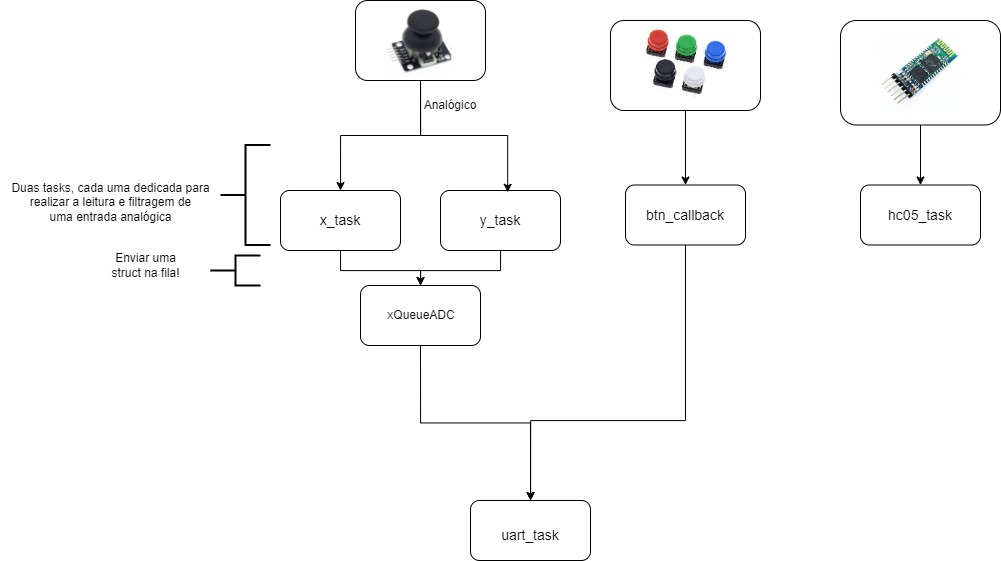 Analógico
Duas tasks, cada uma dedicada para
realizar a leitura e filtragem de
uma entrada analógica
x_task
y_task
btn_callback
hc05_task
Enviar uma
struct na fila!
xQueueADC
uart_task